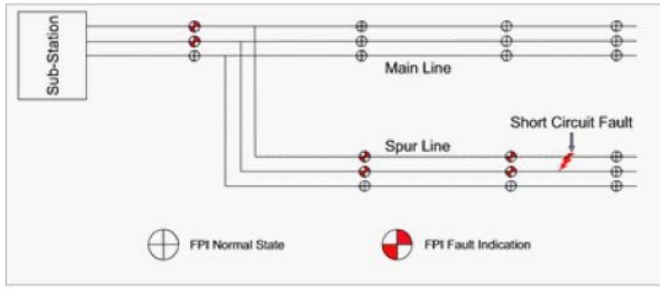 Sub-Station
Main Line
Short Circuit Fault
Spur Line
FPI Normal State
FPI Fault Indication